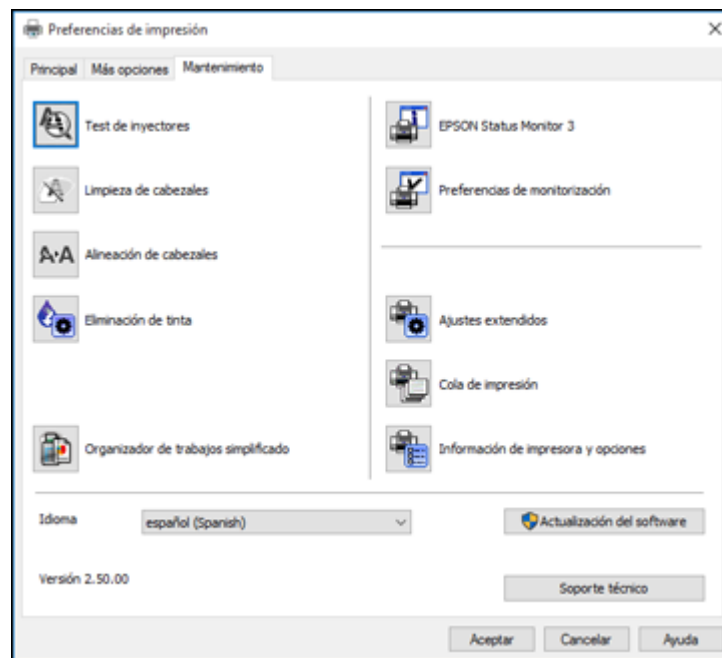 Preferencias de impresión
Principal Más opciones Mantenimiento
Test de inyectores
Limpieza de cabezales
A·A Alineación de cabezales
Eliminación de tinta
Organizador de trabajos simplificado
EPSON Status Monitor 3
Preferencias de monitorización
Ajustes extendidos
Cola de impresión
Información de impresora y opciones
Idioma español (Spanish) Actualización del software
Versión 2.50.00
Soporte técnico
Aceptar Cancelar Ayuda